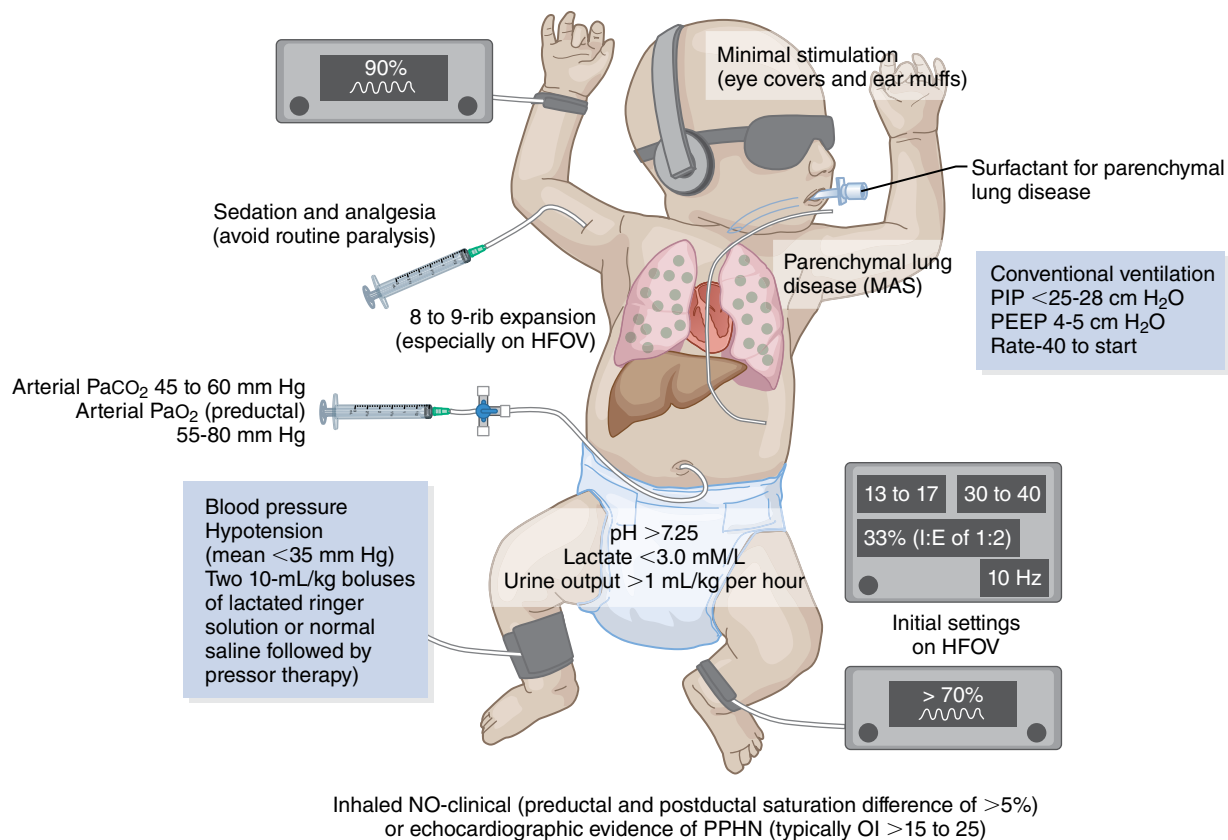 90%
Minimal stimulation
(eye covers and ear muffs)
Surfactant for parenchymal
lung disease
Sedation and analgesia
(avoid routine paralysis)
Parenchymal lung
disease (MAS)
Conventional ventilation
PIP <25-28 cm H₂O
PEEP 4-5 cm H₂O
Rate-40 to start
8 to 9-rib expansion
(especially on HFOV)
Arterial PaCO₂ 45 to 60 mm Hg
Arterial PaO₂ (preductal)
55-80 mm Hg
Blood pressure
Hypotension
(mean <35 mm Hg)
Two 10-mL/kg boluses
of lactated ringer
solution or normal
saline followed by
pressor therapy)
pH >7.25
Lactate <3.0 mM/L
Urine output >1 mL/kg per hour
13 to 17 30 to 40
33% (I:E of 1:2)
10 Hz
Initial settings
on HFOV
> 70%
Inhaled NO-clinical (preductal and postductal saturation difference of >5%)
or echocardiographic evidence of PPHN (typically OI >15 to 25)